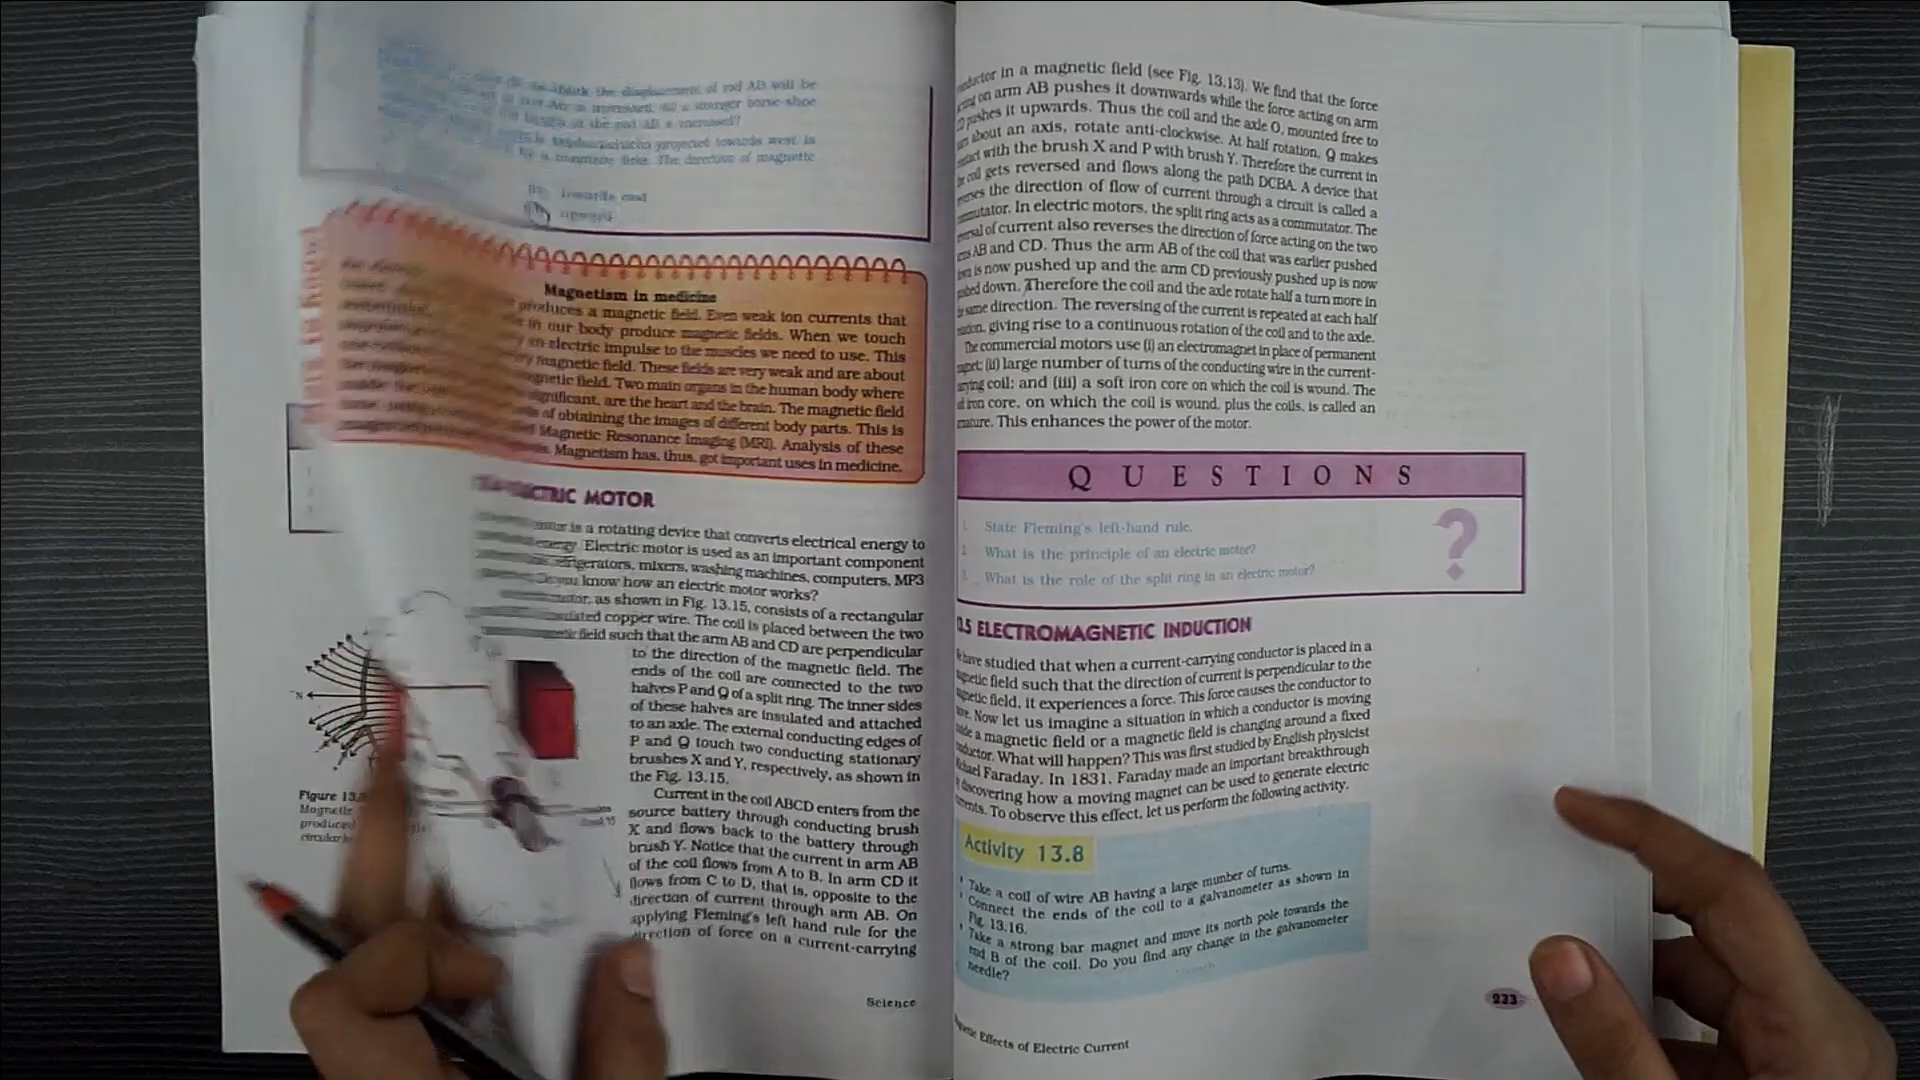 the displacement of rod AB will be
a stronger horse-shoe
of the rod AB is increased?
projected towards west is
The direction of magnetic
towards east
upward
Magnetism in medicine
produces a magnetic field. Even weak ion currents that
in our body produce magnetic fields. When we touch
an electric impulse to the muscles we need to use. This
magnetic field. These fields are very weak and are about
magnetic field. Two main organs in the human body where
significant, are the heart and the brain. The magnetic field
of obtaining the images of different body parts. This is
Magnetic Resonance Imaging (MRI). Analysis of these
Magnetism has, thus, got important uses in medicine.
ELECTRIC MOTOR
is a rotating device that converts electrical energy to
energy. Electric motor is used as an important component
refrigerators, mixers, washing machines, computers, MP3
Do you know how an electric motor works?
motor, as shown in Fig. 13.15, consists of a rectangular
insulated copper wire. The coil is placed between the two
field such that the arm AB and CD are perpendicular
to the direction of the magnetic field. The
ends of the coil are connected to the two
halves P and Q of a split ring. The inner sides
of these halves are insulated and attached
to an axle. The external conducting edges of
P and Q touch two conducting stationary
brushes X and Y, respectively, as shown in
the Fig. 13.15.
Current in the coil ABCD enters from the
source battery through conducting brush
X and flows back to the battery through
brush Y. Notice that the current in arm AB
of the coil flows from A to B. In arm CD it
flows from C to D, that is, opposite to the
direction of current through arm AB. On
applying Fleming's left hand rule for the
direction of force on a current-carrying
N
Figure 13.
Magnetic
produced
circular
Science
conductor in a magnetic field (see Fig. 13.13). We find that the force
acting on arm AB pushes it downwards while the force acting on arm
CD pushes it upwards. Thus the coil and the axle O, mounted free to
turn about an axis, rotate anti-clockwise. At half rotation, Q makes
contact with the brush X and P with brush Y. Therefore the current in
the coil gets reversed and flows along the path DCBA. A device that
reverses the direction of flow of current through a circuit is called a
commutator. In electric motors, the split ring acts as a commutator. The
reversal of current also reverses the direction of force acting on the two
arms AB and CD. Thus the arm AB of the coil that was earlier pushed
down is now pushed up and the arm CD previously pushed up is now
pushed down. Therefore the coil and the axle rotate half a turn more in
the same direction. The reversing of the current is repeated at each half
rotation, giving rise to a continuous rotation of the coil and to the axle.
The commercial motors use (i) an electromagnet in place of permanent
magnet; (ii) large number of turns of the conducting wire in the current-
carrying coil; and (iii) a soft iron core on which the coil is wound. The
soft iron core, on which the coil is wound, plus the coils, is called an
armature. This enhances the power of the motor.
QUESTIONS
?
1. State Fleming's left-hand rule.
2. What is the principle of an electric motor?
3. What is the role of the split ring in an electric motor?
13.5 ELECTROMAGNETIC INDUCTION
We have studied that when a current-carrying conductor is placed in a
magnetic field such that the direction of current is perpendicular to the
magnetic field, it experiences a force. This force causes the conductor to
move. Now let us imagine a situation in which a conductor is moving
inside a magnetic field or a magnetic field is changing around a fixed
conductor. What will happen? This was first studied by English physicist
Michael Faraday. In 1831, Faraday made an important breakthrough
by discovering how a moving magnet can be used to generate electric
currents. To observe this effect, let us perform the following activity.
Activity 13.8
Take a coil of wire AB having a large number of turns.
Connect the ends of the coil to a galvanometer as shown in
Fig. 13.16.
Take a strong bar magnet and move its north pole towards the
end B of the coil. Do you find any change in the galvanometer
needle?
233
Effects of Electric Current